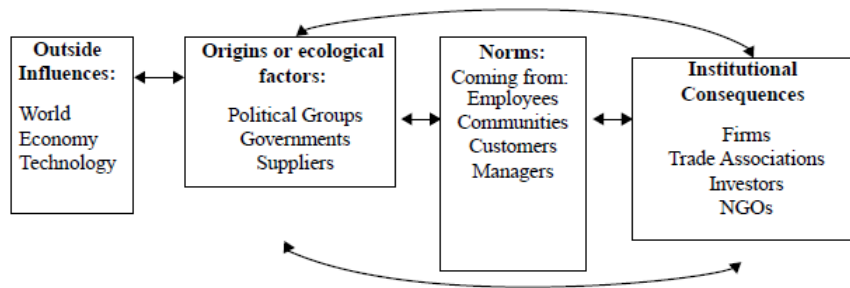 Outside
Influences:
World
Economy
Technology
Origins or ecological
factors:
Political Groups
Governments
Suppliers
Norms:
Coming from:
Employees
Communities
Customers
Managers
Institutional
Consequences
Firms
Trade Associations
Investors
NGOs